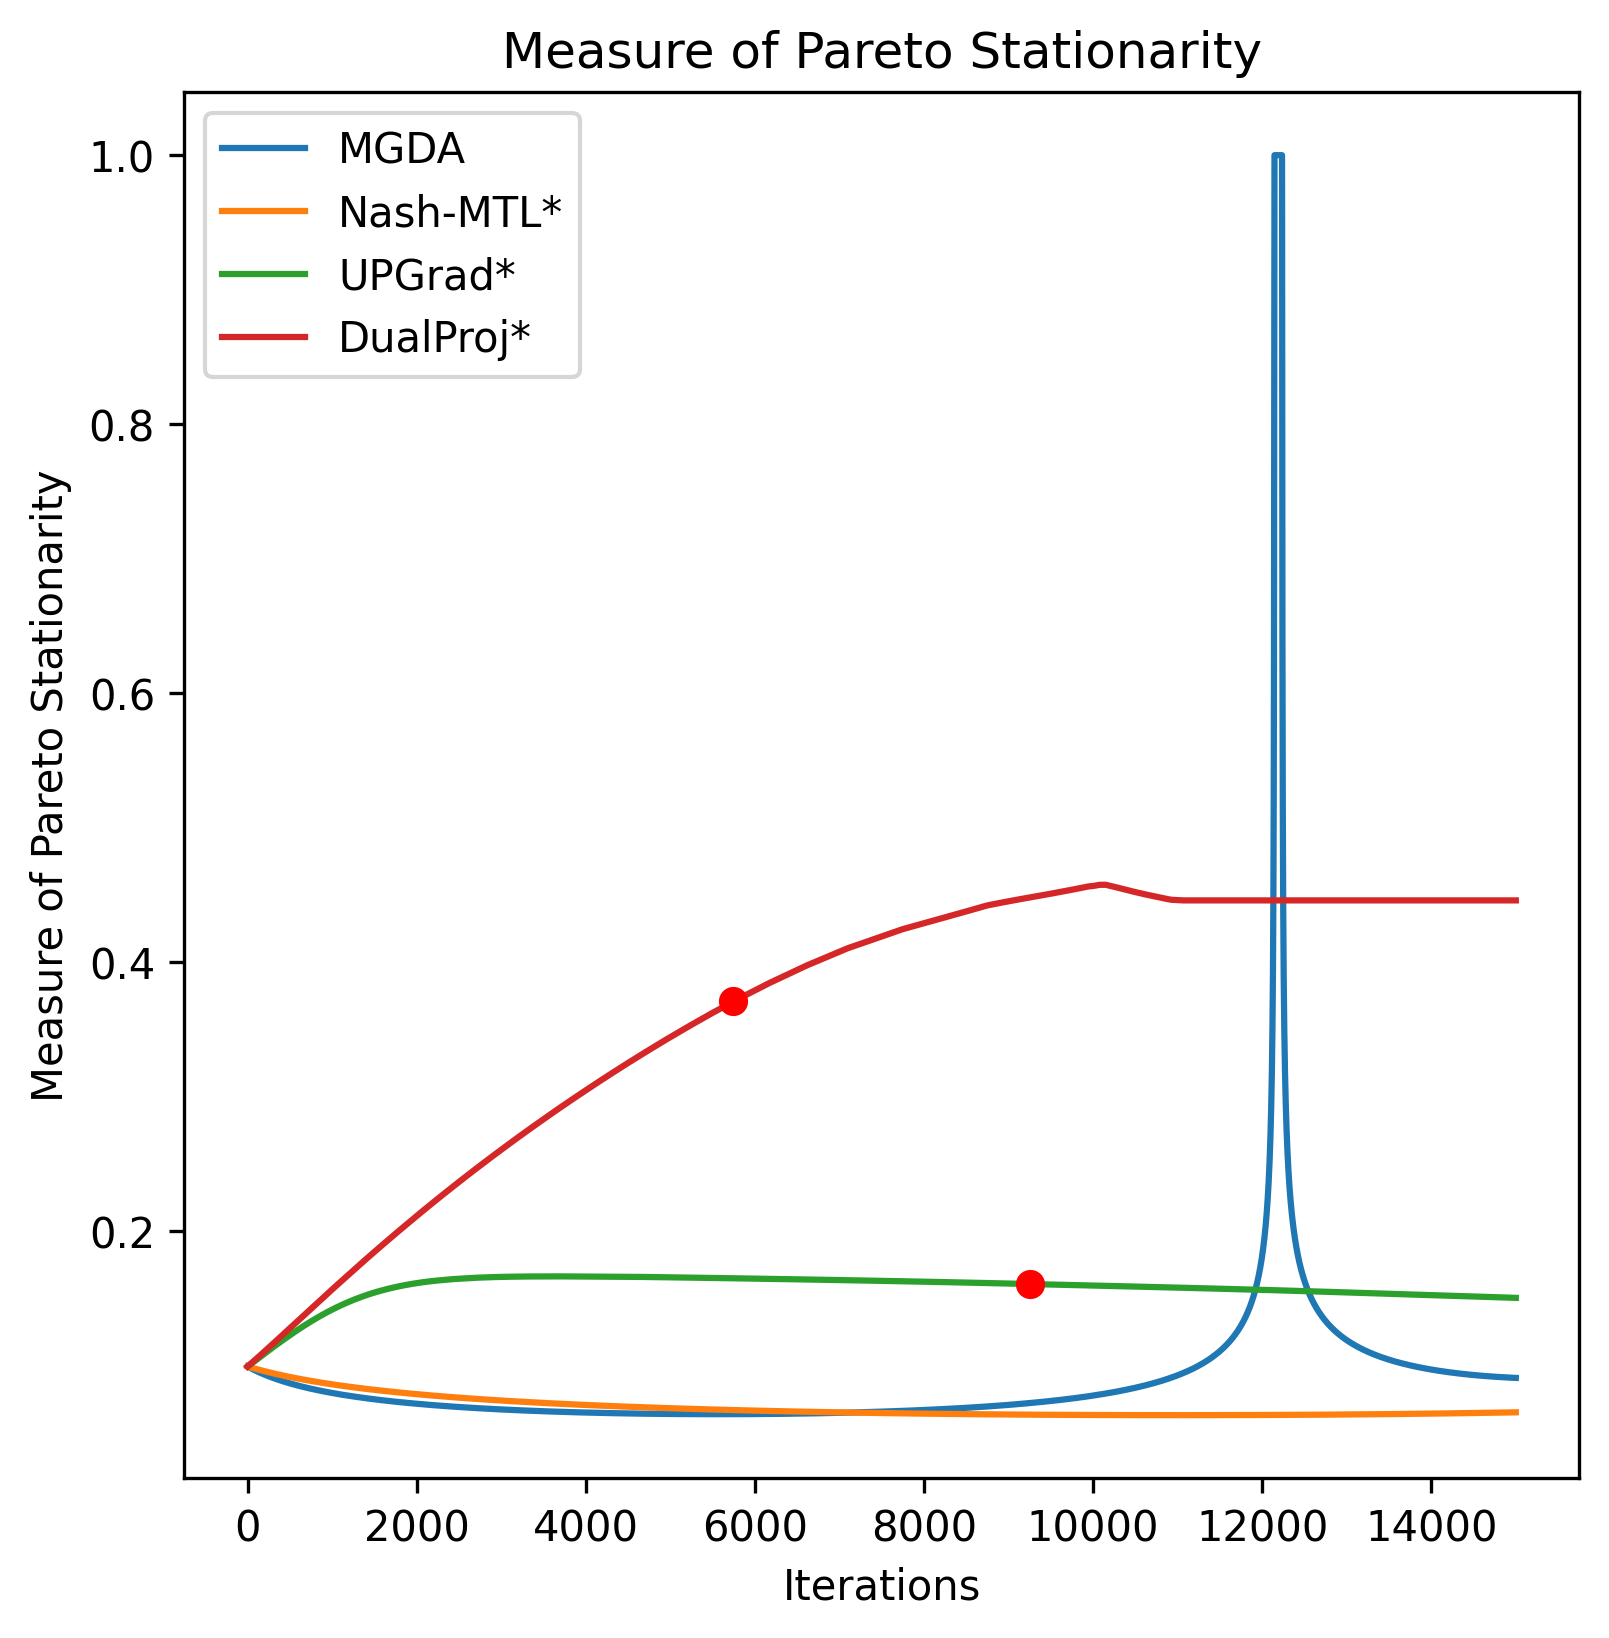 Measure of Pareto Stationarity
MGDA
Nash-MTL*
UPGrad*
DualProj*
Measure of Pareto Stationarity
1.0
0.8
0.6
0.4
0.2
0
2000
4000
6000
8000
10000
12000
14000
Iterations